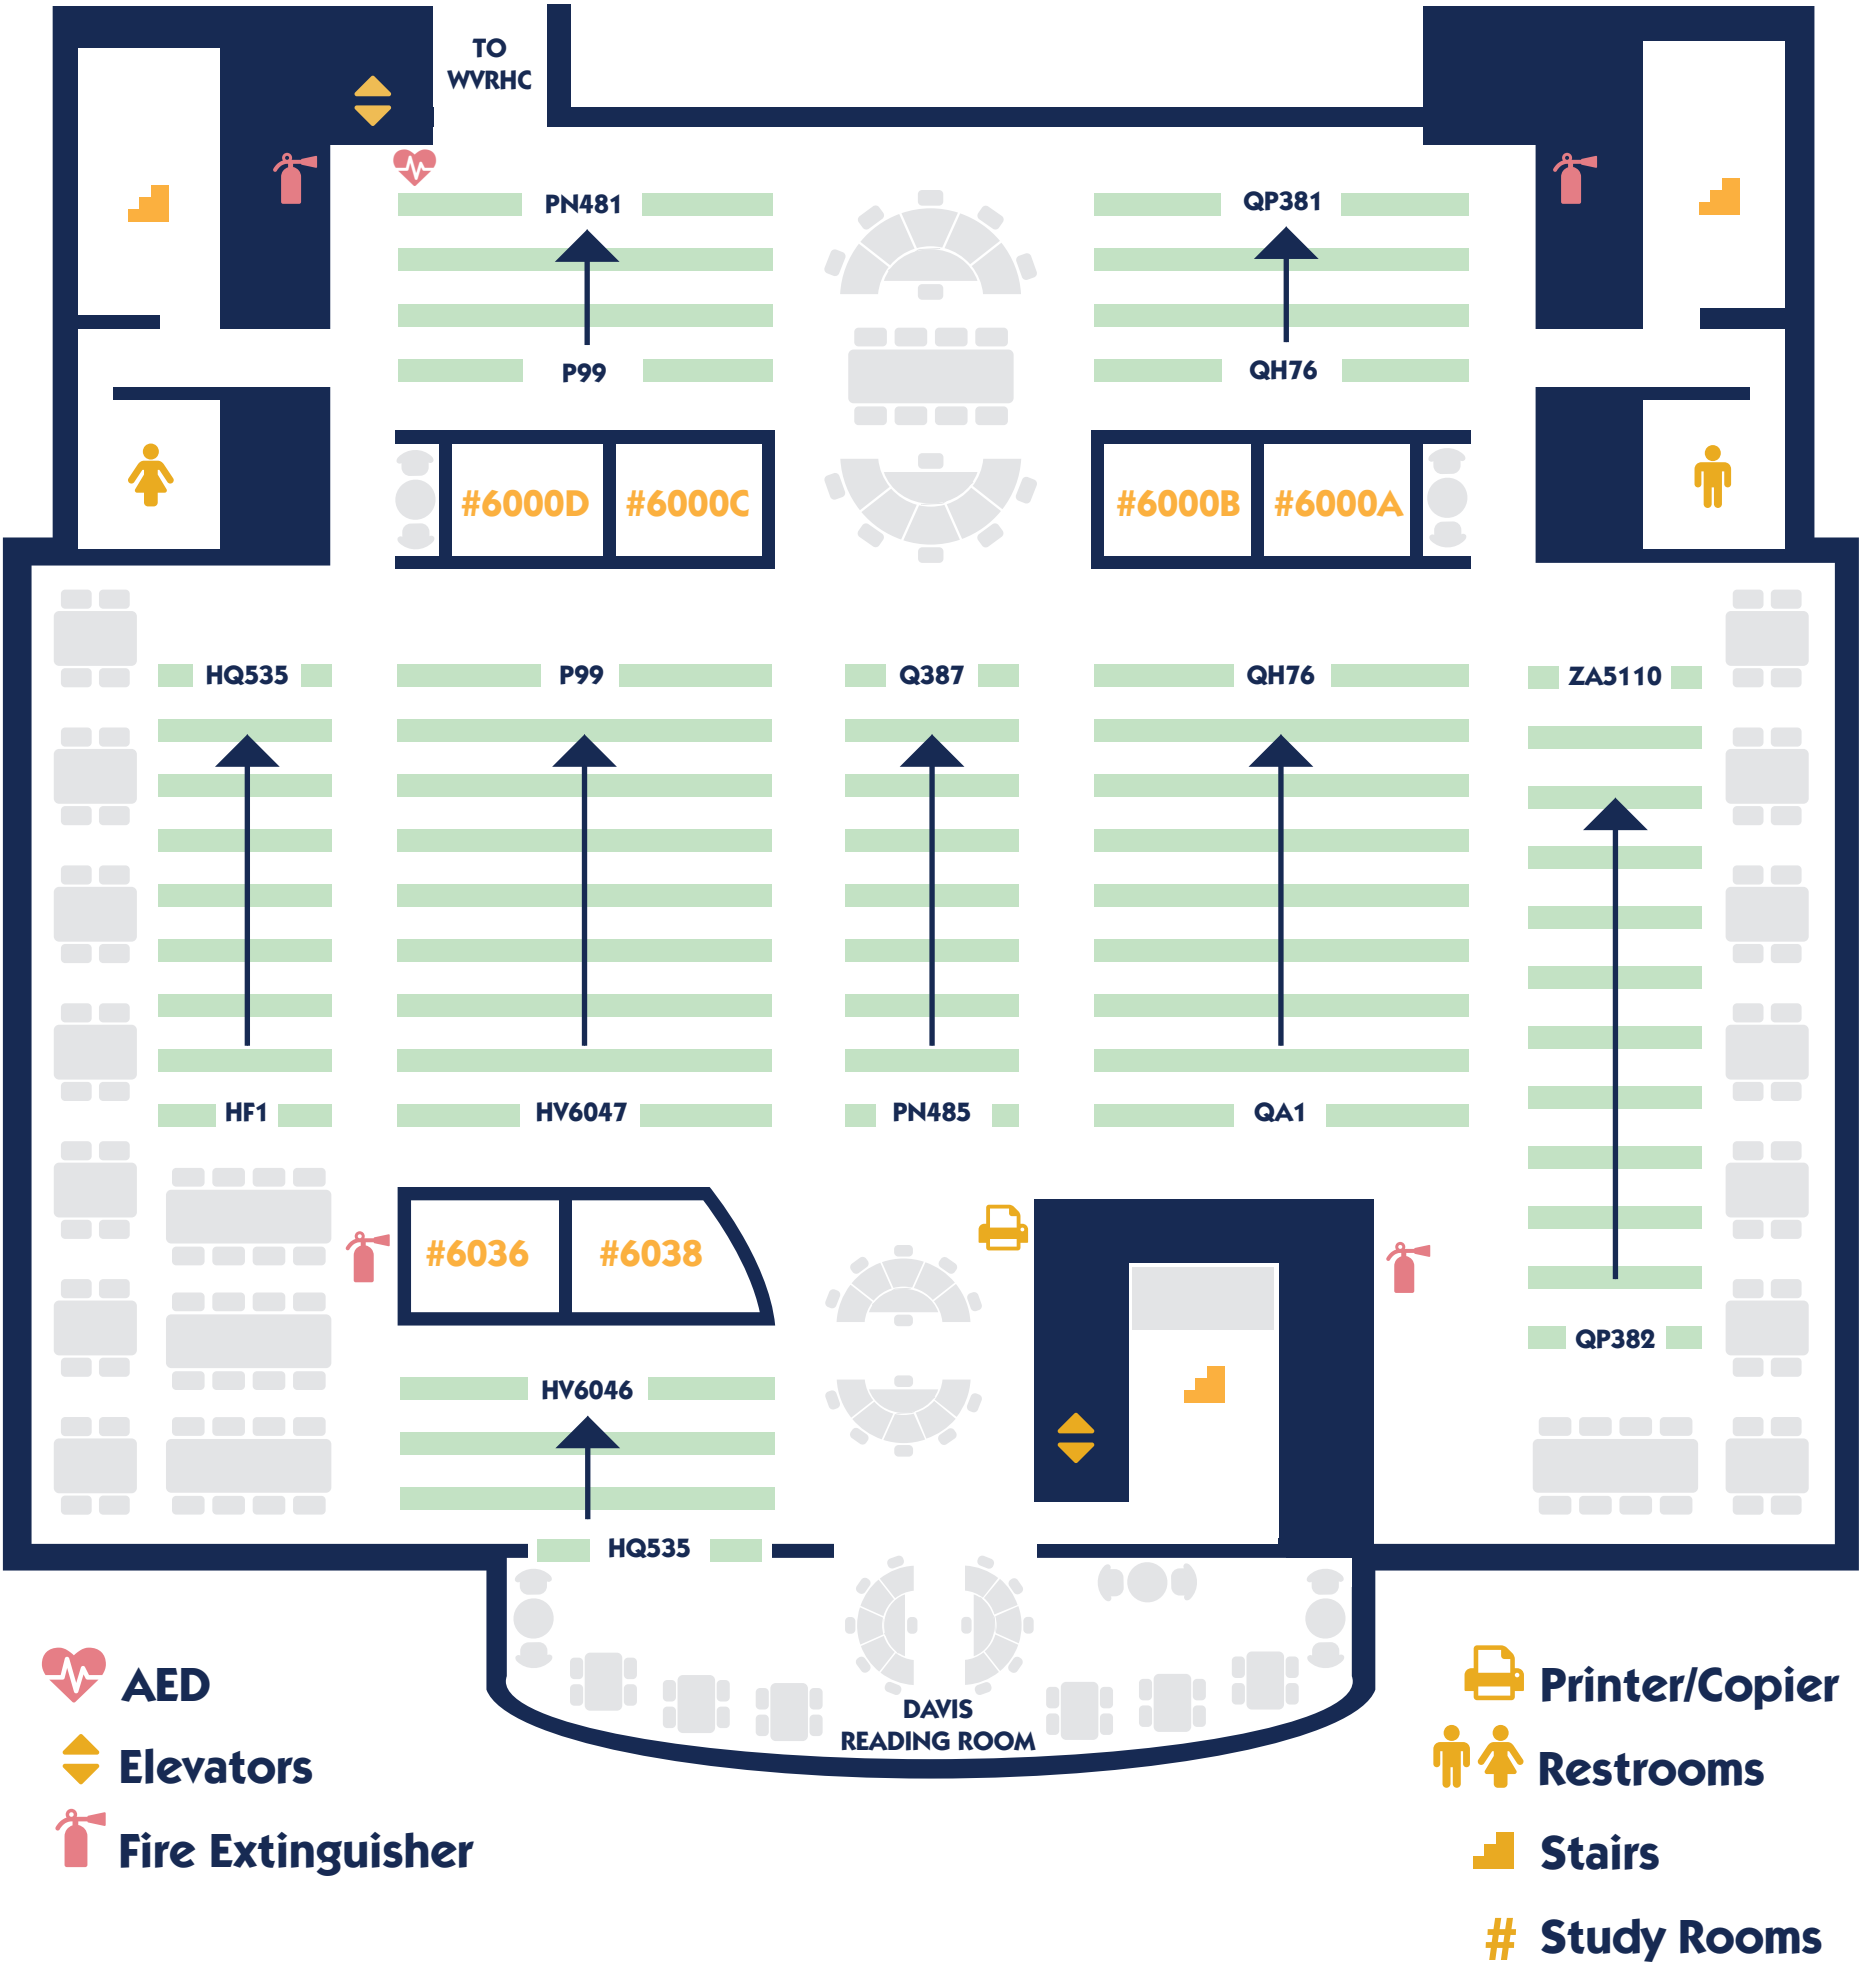 TO
WVRHC
PN481
QP381
P99
QH76
#6000D
#6000C
#6000B
#6000A
HQ535
P99
Q387
QH76
ZA5110
HF1
HV6047
PN485
QA1
#6036
#6038
QP382
HV6046
HQ535
DAVIS
READING ROOM
AED
Elevators
Fire Extinguisher
Printer/Copier
Restrooms
Stairs
# Study Rooms